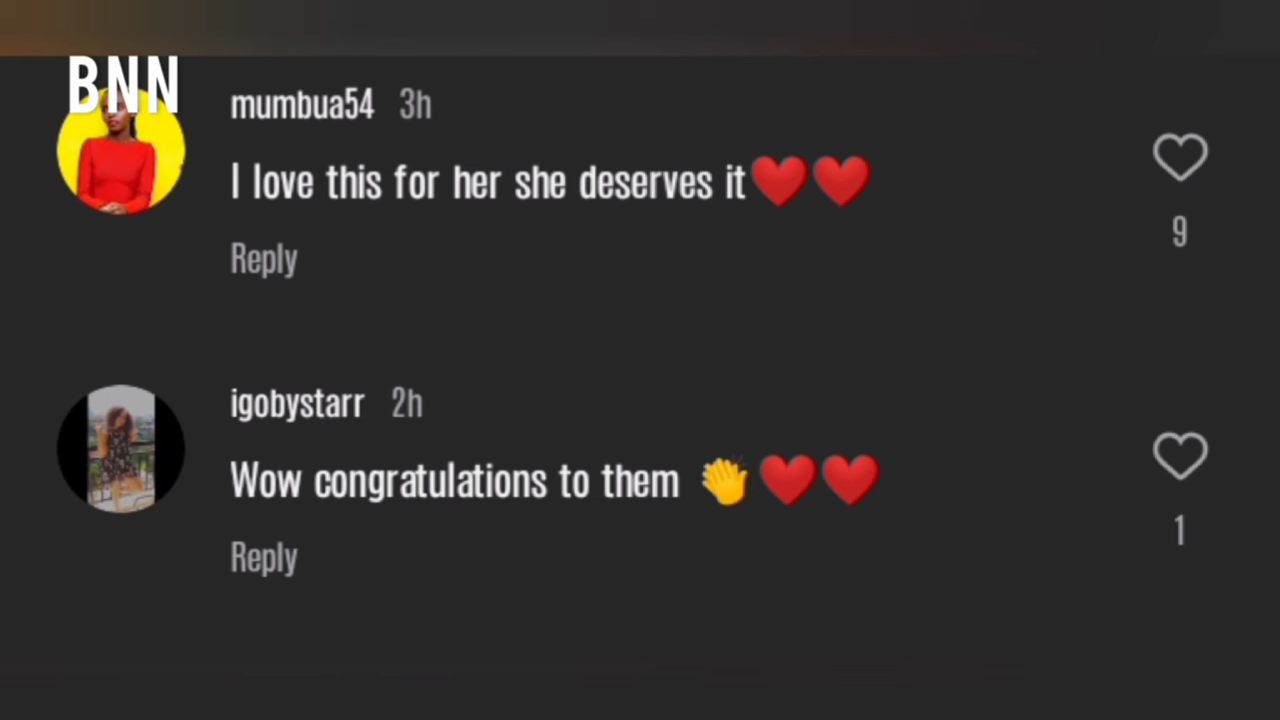 BNN
mumbua54 3h
I love this for her she deserves it❤️❤️
9
Reply
igobystarr 2h
Wow congratulations to them 👏❤️❤️
1
Reply